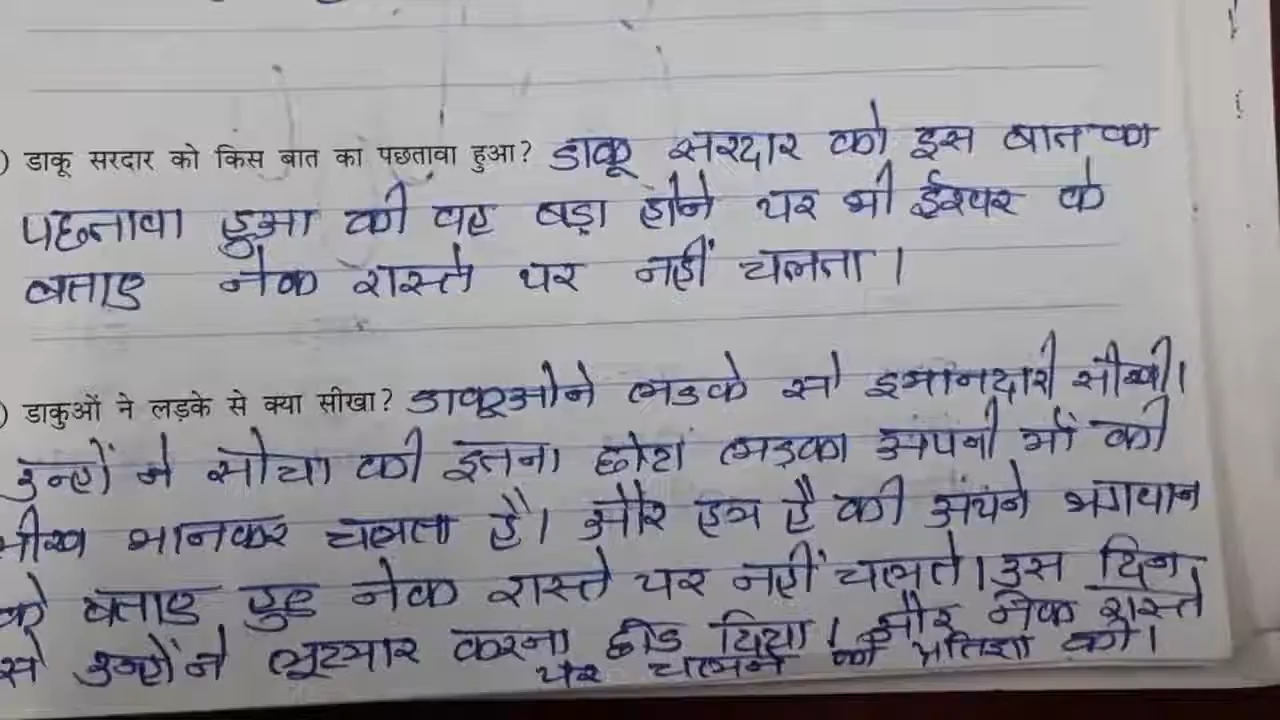 ) डाकू सरदार को किस बात का पछतावा हुआ? डाकू सरदार को इस बात का
पछतावा हुआ की वह बड़ा होने पर भी ईश्वर के
बताए नेक रास्ते पर नहीं चलता।
) डाकुओं ने लड़के से क्या सीखा? डाकूओने लडके से इमानदारी सीखी।
उन्हों ने सोचा की इतना छोटा लड़का अपनी माँ की
सीख मानकर चलता है। और हम है की अपने भगवान
के बताए हुए नेक रास्ते पर नहीं चलते। उस दिन
से उन्होंने लूटमार करना छोड दिया। और नेक रास्ते
पर चलने की प्रतिज्ञा की।